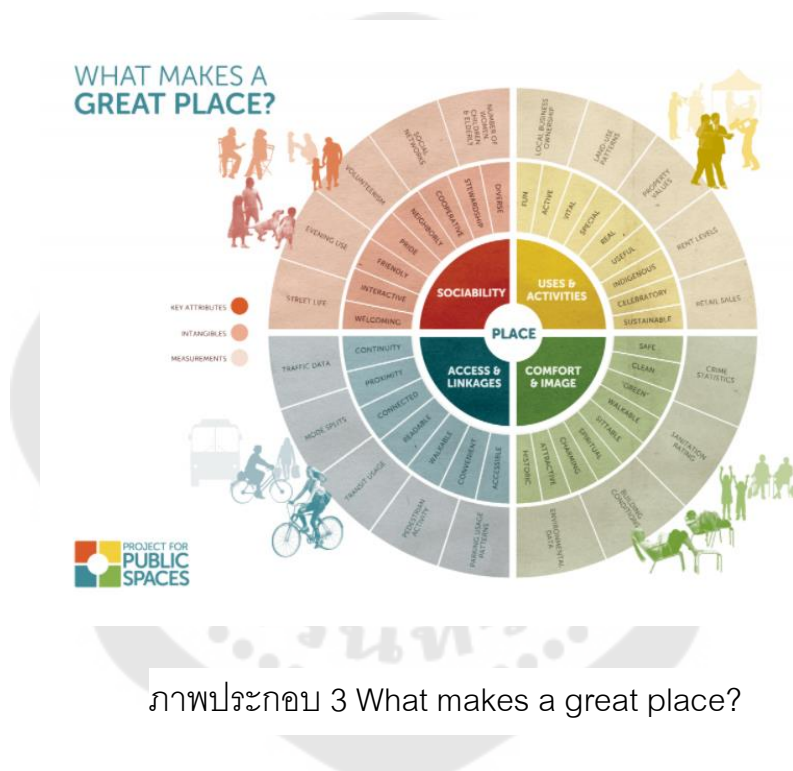 WHAT MAKES A
GREAT PLACE?
KEY ATTRIBUTES
INTANGIBLES
MEASUREMENTS
PLACE
SOCIABILITY
WELCOMING
INTERACTIVE
FRIENDLY
PRIDE
NEIGHBORLY
COOPERATIVE
STEWARDSHIP
DIVERSE
STREET LIFE
EVENING USE
VOLUNTEERISM
SOCIAL
NETWORKS
NUMBER OF
WOMEN,
CHILDREN
& ELDERLY
USES &
ACTIVITIES
FUN
ACTIVE
VITAL
SPECIAL
REAL
USEFUL
INDIGENOUS
CELEBRATORY
SUSTAINABLE
LOCAL BUSINESS
OWNERSHIP
LAND-USE
PATTERNS
PROPERTY
VALUES
RENT LEVELS
RETAIL SALES
ACCESS &
LINKAGES
CONTINUITY
PROXIMITY
CONNECTED
READABLE
WALKABLE
CONVENIENT
ACCESSIBLE
TRAFFIC DATA
MODE SPLITS
TRANSIT USAGE
PEDESTRIAN
ACTIVITY
PARKING USAGE
PATTERNS
COMFORT
& IMAGE
SAFE
CLEAN
"GREEN"
WALKABLE
SITTABLE
SPIRITUAL
CHARMING
ATTRACTIVE
HISTORIC
CRIME
STATISTICS
SANITATION
RATING
BUILDING
CONDITIONS
ENVIRONMENTAL
DATA
PROJECT FOR
PUBLIC
SPACES
ภาพประกอบ 3 What makes a great place?